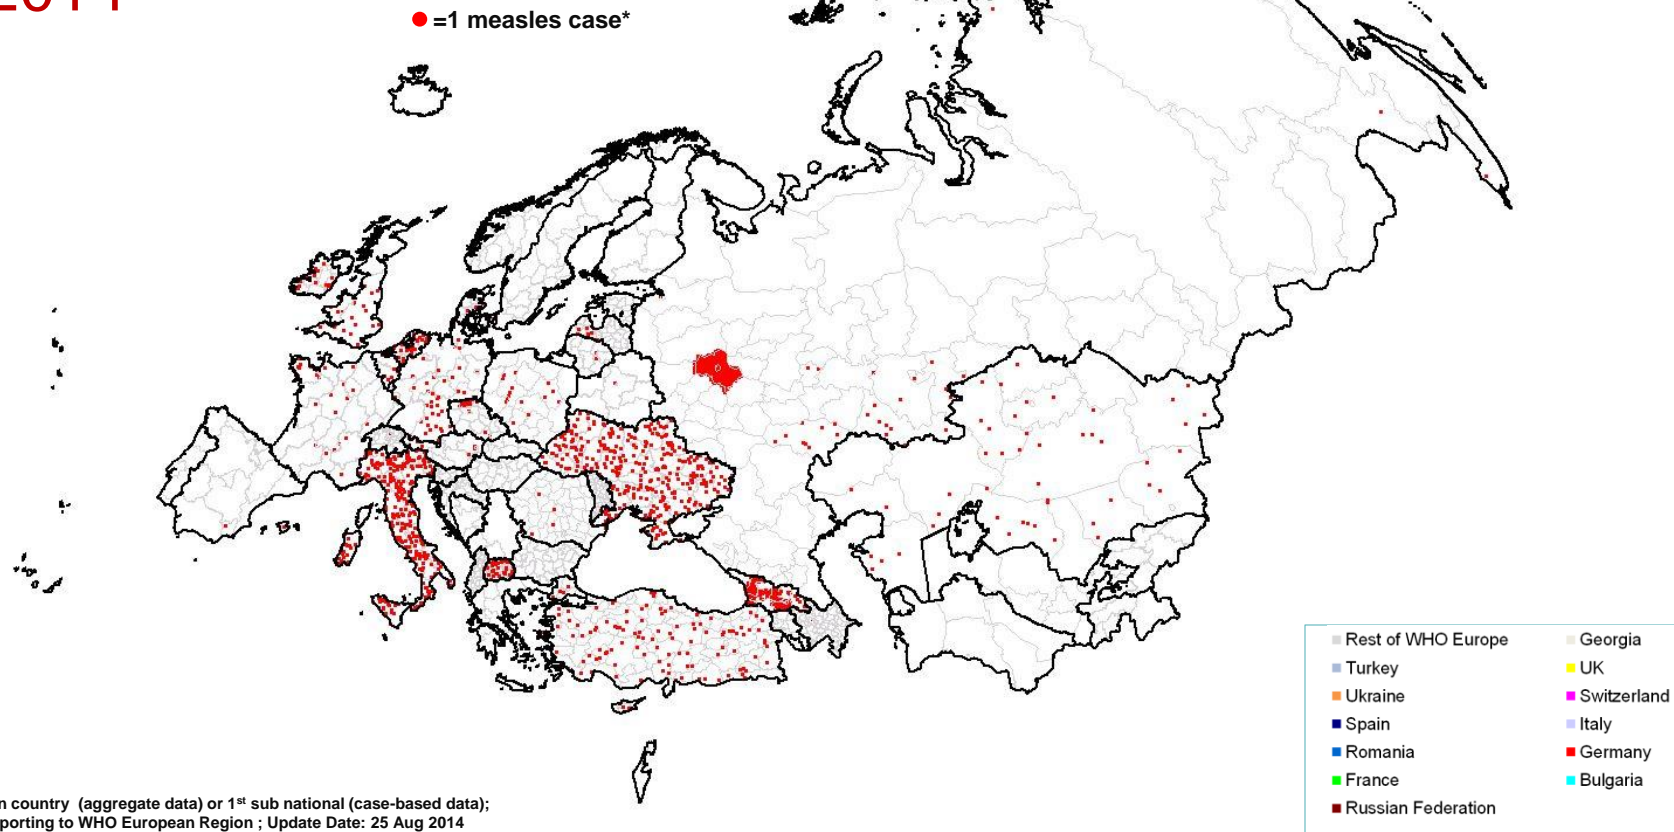 =1 measles case*
Rest of WHO Europe
Georgia
Turkey
UK
Ukraine
Switzerland
Spain
Italy
Romania
Germany
France
Bulgaria
Russian Federation
country (aggregate data) or 1st sub national (case-based data);
to WHO European Region ; Update Date: 25 Aug 2014